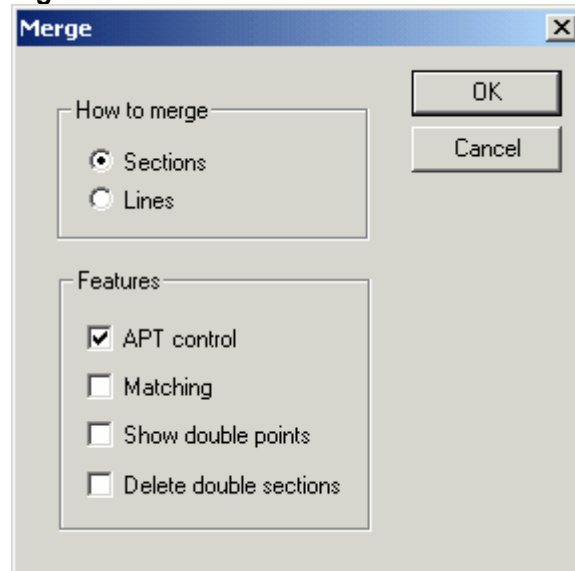 Merge
OK
Cancel
How to merge
Sections
Lines
Features
APT control
Matching
Show double points
Delete double sections